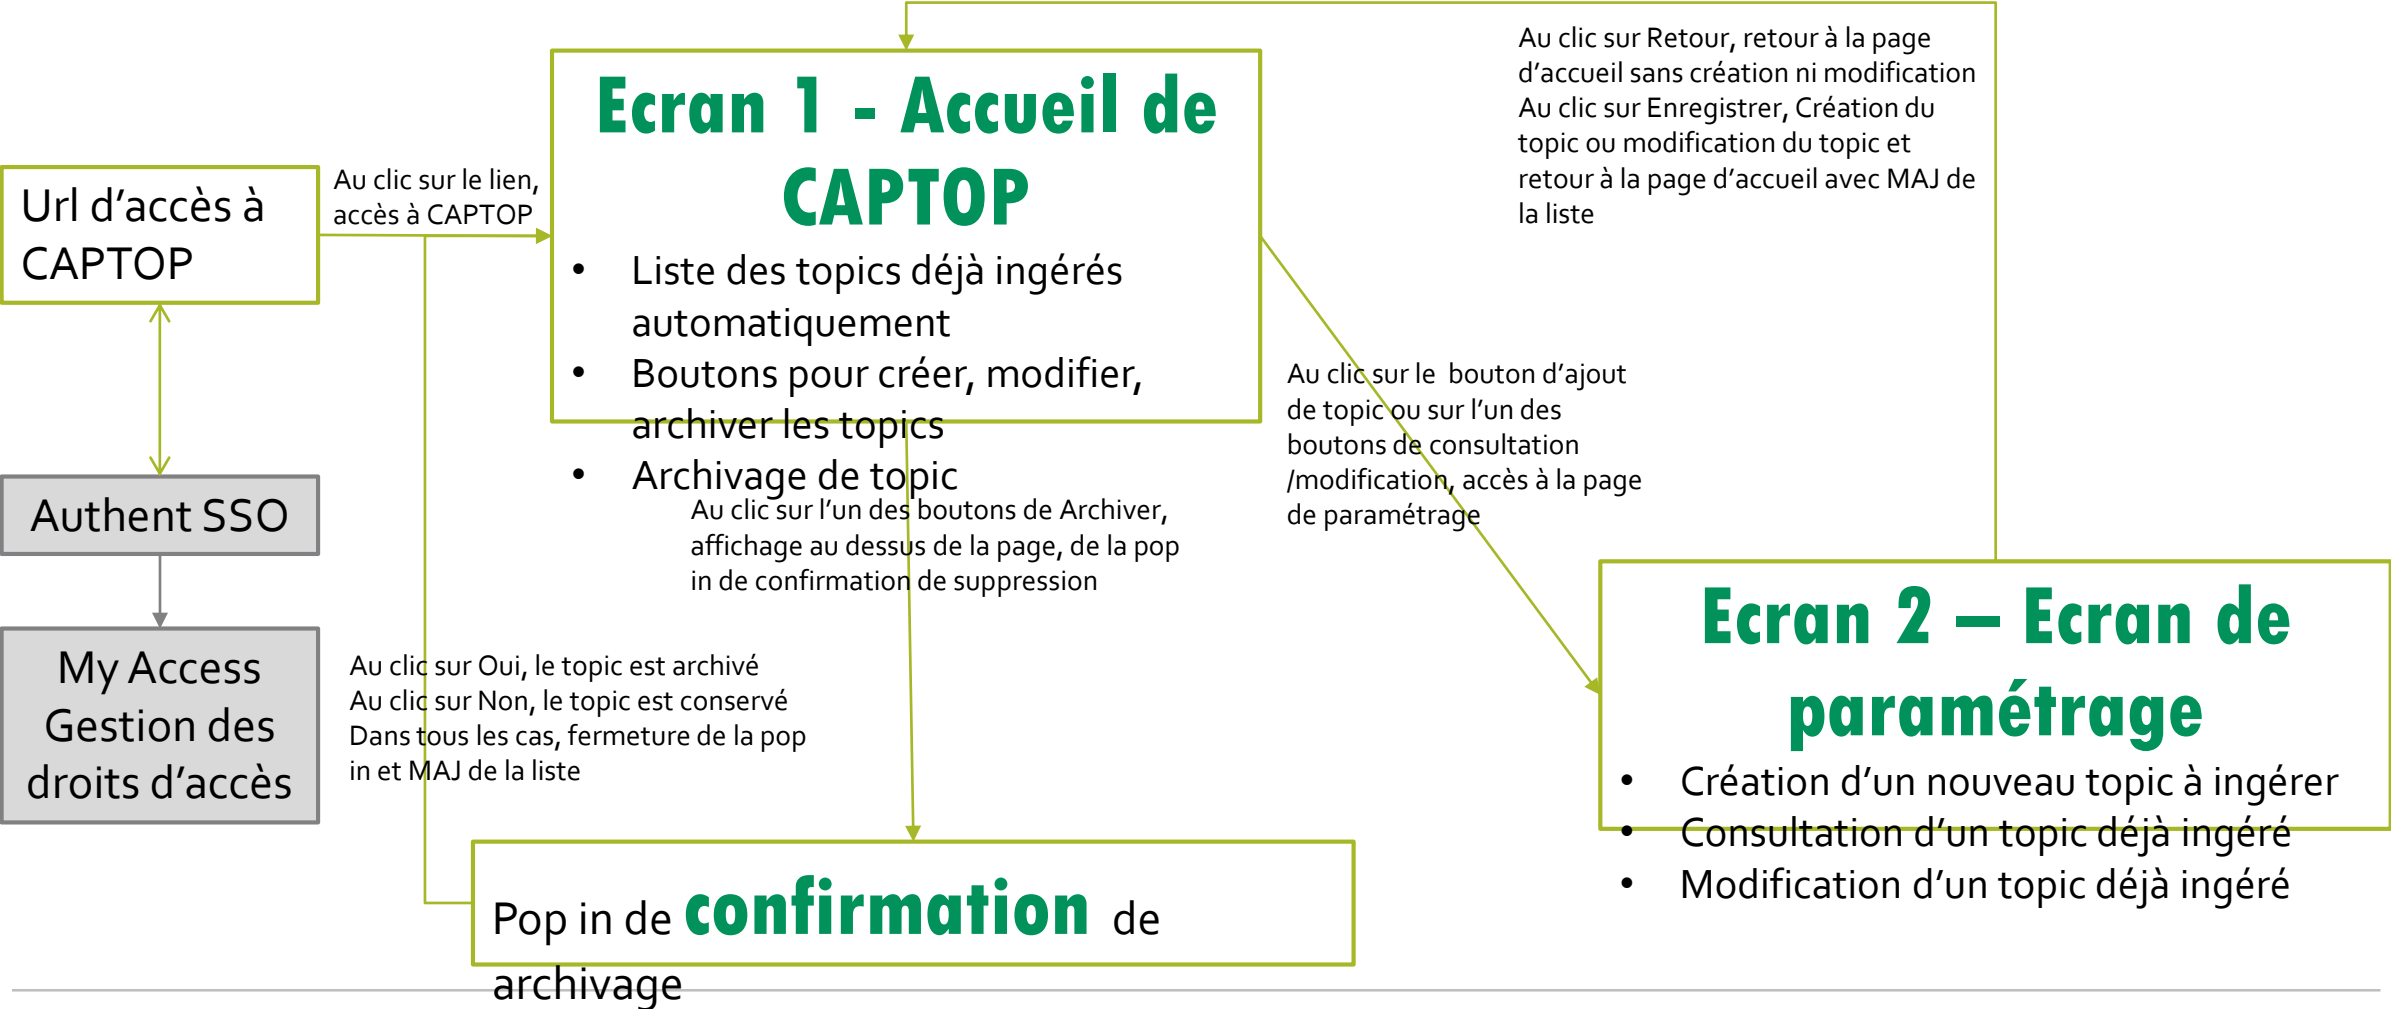 Url d’accès à
CAPTOP
Authent SSO
My Access
Gestion des
droits d’accès
Au clic sur le lien,
accès à CAPTOP
Ecran 1 - Accueil de
CAPTOP
• Liste des topics déjà ingérés
automatiquement
• Boutons pour créer, modifier,
archiver les topics
• Archivage de topic
Au clic sur l’un des boutons de Archiver,
affichage au dessus de la page, de la pop
in de confirmation de suppression
Au clic sur Oui, le topic est archivé
Au clic sur Non, le topic est conservé
Dans tous les cas, fermeture de la pop
in et MAJ de la liste
Pop in de confirmation de
archivage
Au clic sur Retour, retour à la page
d’accueil sans création ni modification
Au clic sur Enregistrer, Création du
topic ou modification du topic et
retour à la page d’accueil avec MAJ de
la liste
Au clic sur le  bouton d’ajout
de topic ou sur l’un des
boutons de consultation
/modification, accès à la page
de paramétrage
Ecran 2 – Ecran de
paramétrage
• Création d’un nouveau topic à ingérer
• Consultation d’un topic déjà ingéré
• Modification d’un topic déjà ingéré